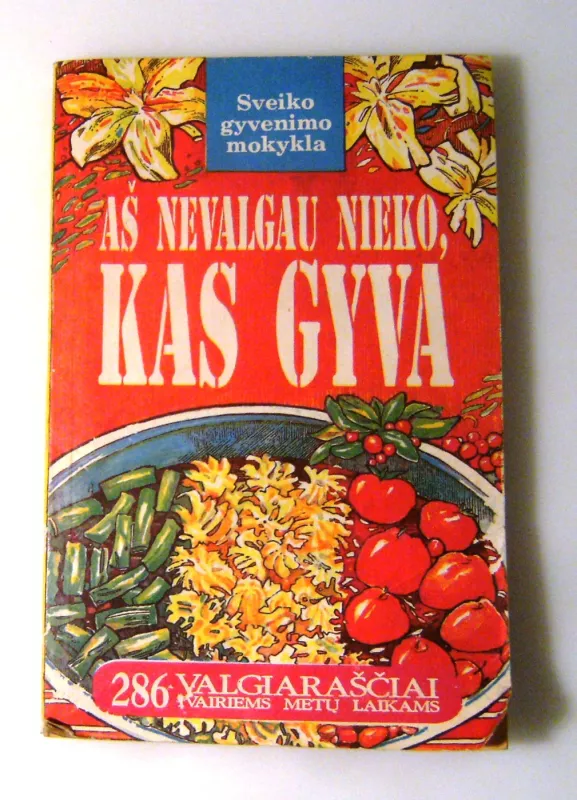 Sveiko
gyvenimo
mokykla
AŠ NEVALGAU NIEKO,
KAS GYVA
286 VALGIARAŠČIAI
ĮVAIRIEMS METŲ LAIKAMS